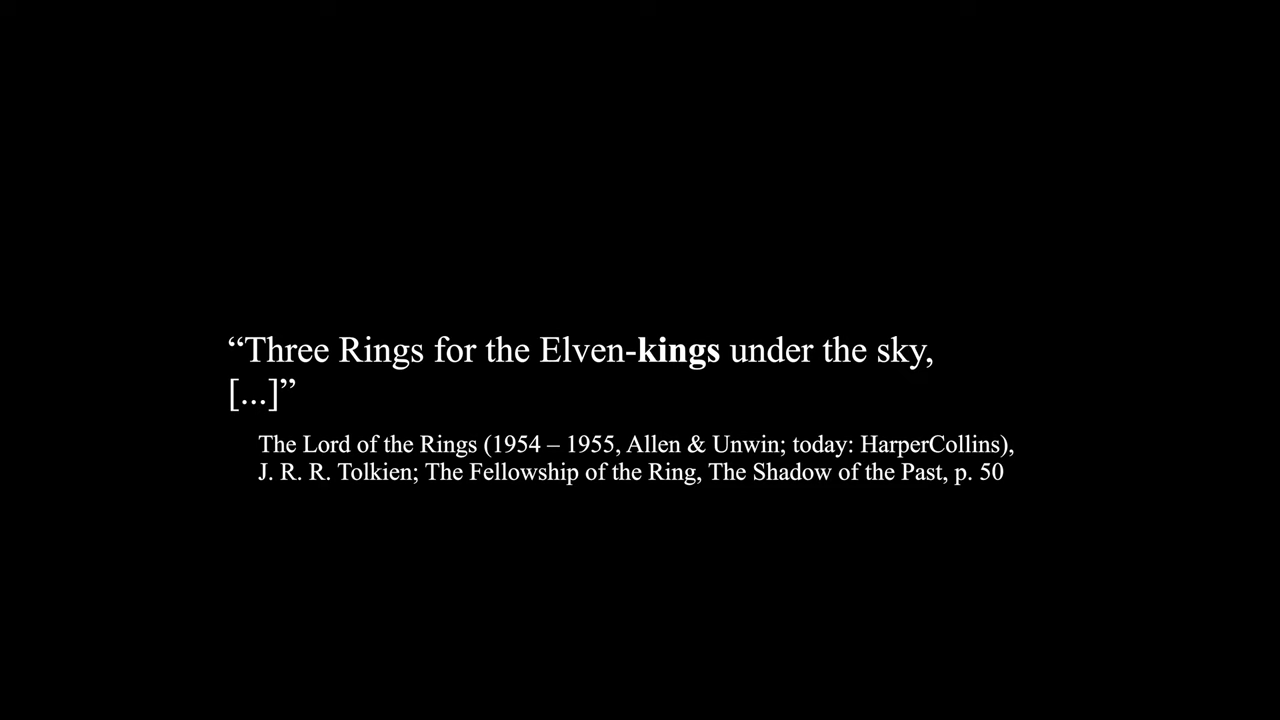 “Three Rings for the Elven-kings under the sky,
[...]”
The Lord of the Rings (1954 – 1955, Allen & Unwin; today: HarperCollins),
J. R. R. Tolkien; The Fellowship of the Ring, The Shadow of the Past, p. 50